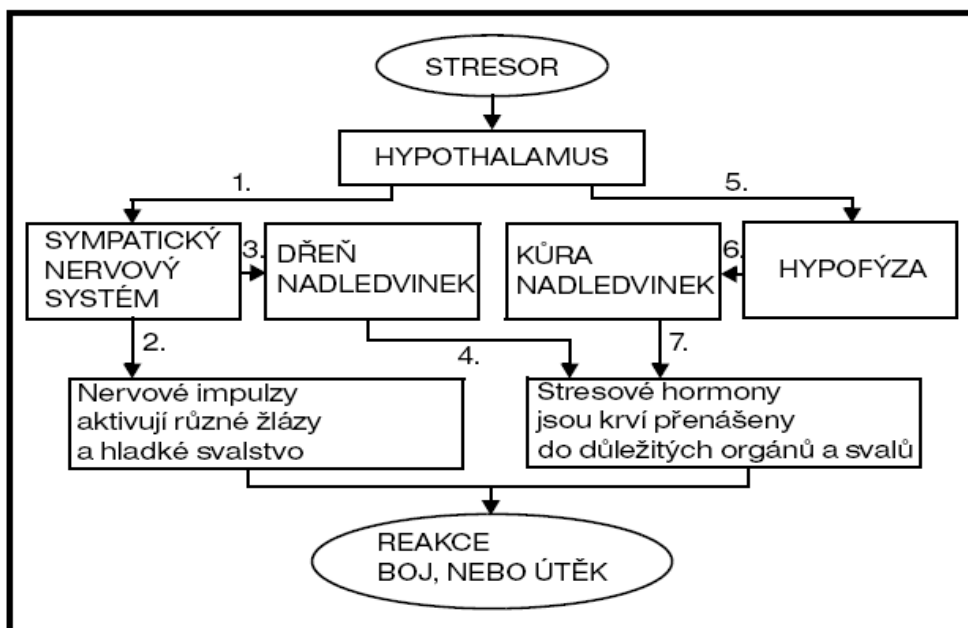 STRESOR
HYPOTHALAMUS
1.
5.
SYMPATICKÝ
NERVOVÝ
SYSTÉM
3.
DŘEŇ
NADLEDVINEK
KŮRA
NADLEDVINEK
6.
HYPOFÝZA
2.
4.
7.
Nervové impulzy
aktivují různé žlázy
a hladké svalstvo
Stresové hormony
jsou krví přenášeny
do důležitých orgánů a svalů
REAKCE
BOJ, NEBO ÚTĚK